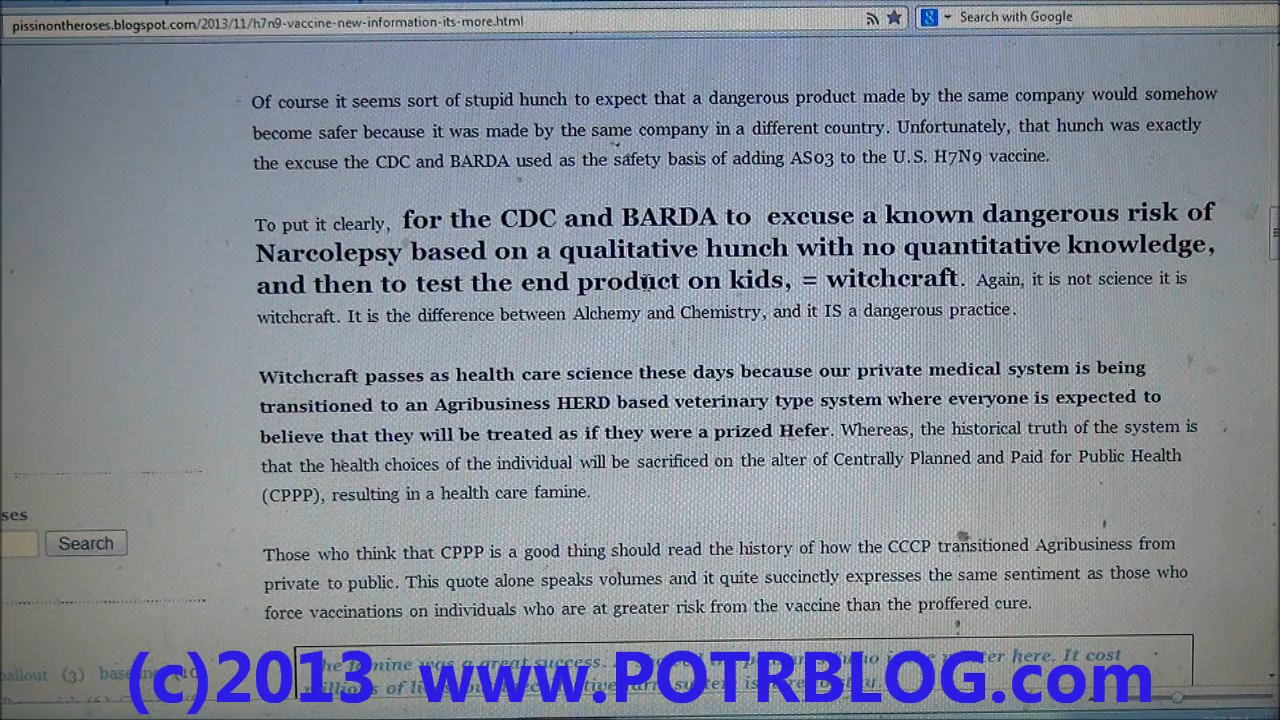 pissinontheroses.blogspot.com/2013/11/h7n9-vaccine-new-information-its-more.html
Search with Google
Of course it seems sort of stupid hunch to expect that a dangerous product made by the same company would somehow
become safer because it was made by the same company in a different country. Unfortunately, that hunch was exactly
the excuse the CDC and BARDA used as the safety basis of adding AS03 to the U.S. H7N9 vaccine.
To put it clearly, for the CDC and BARDA to excuse a known dangerous risk of
Narcolepsy based on a qualitative hunch with no quantitative knowledge,
and then to test the end product on kids, = witchcraft. Again, it is not science it is
witchcraft. It is the difference between Alchemy and Chemistry, and it IS a dangerous practice.
Witchcraft passes as health care science these days because our private medical system is being
transitioned to an Agribusiness HERD based veterinary type system where everyone is expected to
believe that they will be treated as if they were a prized Hefer. Whereas, the historical truth of the system is
that the health choices of the individual will be sacrificed on the alter of Centrally Planned and Paid for Public Health
(CPPP), resulting in a health care famine.
ses
Search
Those who think that CPPP is a good thing should read the history of how the CCCP transitioned Agribusiness from
private to public. This quote alone speaks volumes and it quite succinctly expresses the same sentiment as those who
force vaccinations on individuals who are at greater risk from the vaccine than the proffered cure.
was a great success. here. It cost
of
(3)
(c)2013 www.POTRBLOG.com